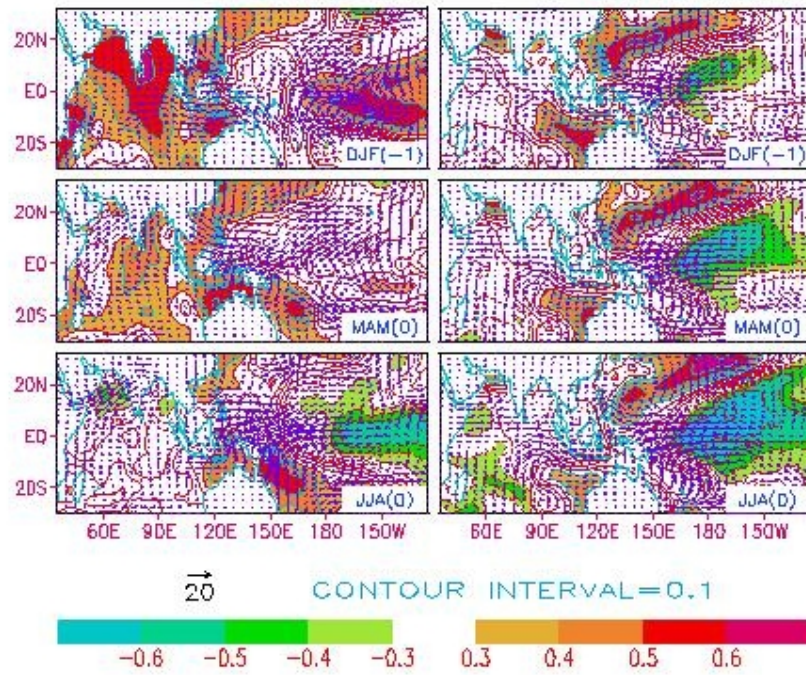 20N
EQ
20S
DJF(-1)
DJF(-1)
20N
EQ
20S
MAM(0)
MAM(0)
20N
EQ
20S
JJA(0)
JJA(0)
60E 90E 120E 150E 180 150W 60E 90E 120E 150E 180 150W
20 CONTOUR INTERVAL=0.1
-0.6 -0.5 -0.4 -0.3 0.3 0.4 0.5 0.6